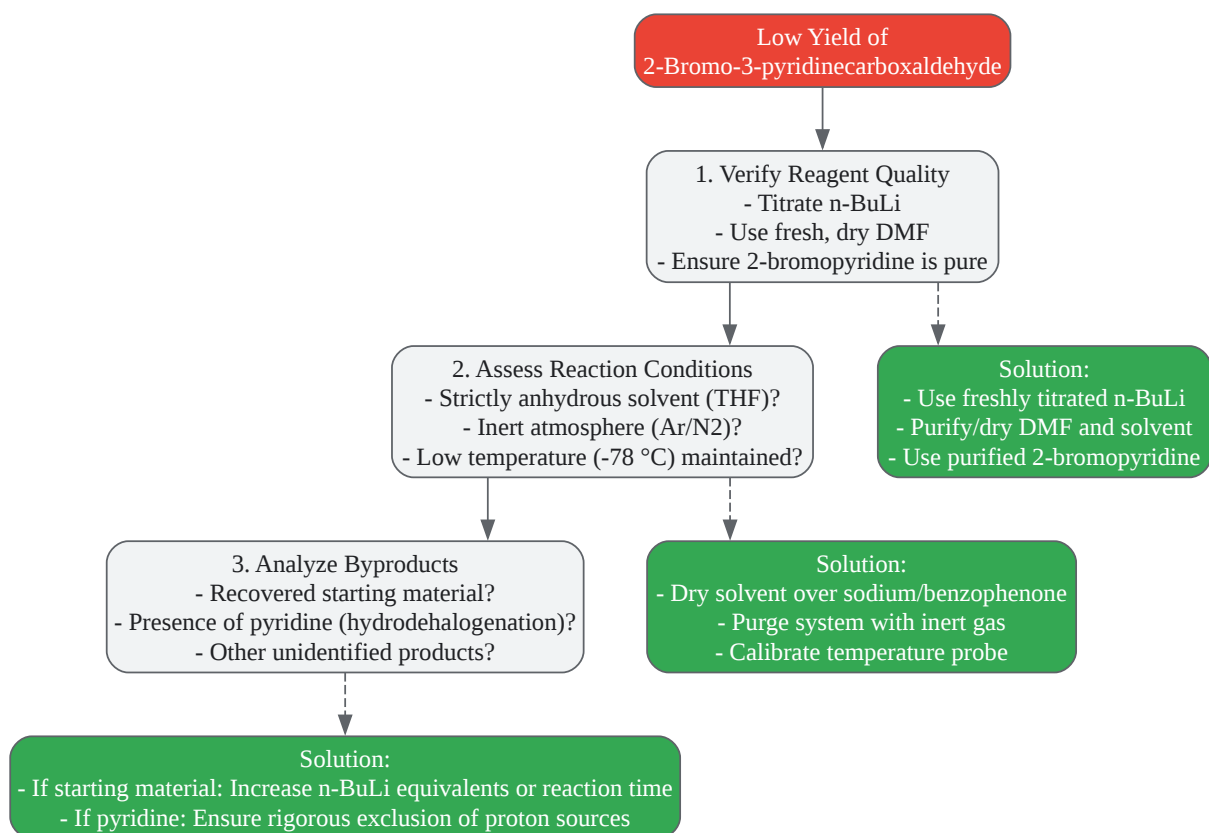 Low Yield of
2-Bromo-3-pyridinecarboxaldehyde
1. Verify Reagent Quality
- Titrate n-BuLi
- Use fresh, dry DMF
- Ensure 2-bromopyridine is pure
2. Assess Reaction Conditions
- Strictly anhydrous solvent (THF)?
- Inert atmosphere (Ar/N2)?
- Low temperature (-78 °C) maintained?
Solution:
- Use freshly titrated n-BuLi
- Purify/dry DMF and solvent
- Use purified 2-bromopyridine
3. Analyze Byproducts
- Recovered starting material?
- Presence of pyridine (hydrodehalogenation)?
- Other unidentified products?
Solution:
- Dry solvent over sodium/benzophenone
- Purge system with inert gas
- Calibrate temperature probe
Solution:
- If starting material: Increase n-BuLi equivalents or reaction time
- If pyridine: Ensure rigorous exclusion of proton sources